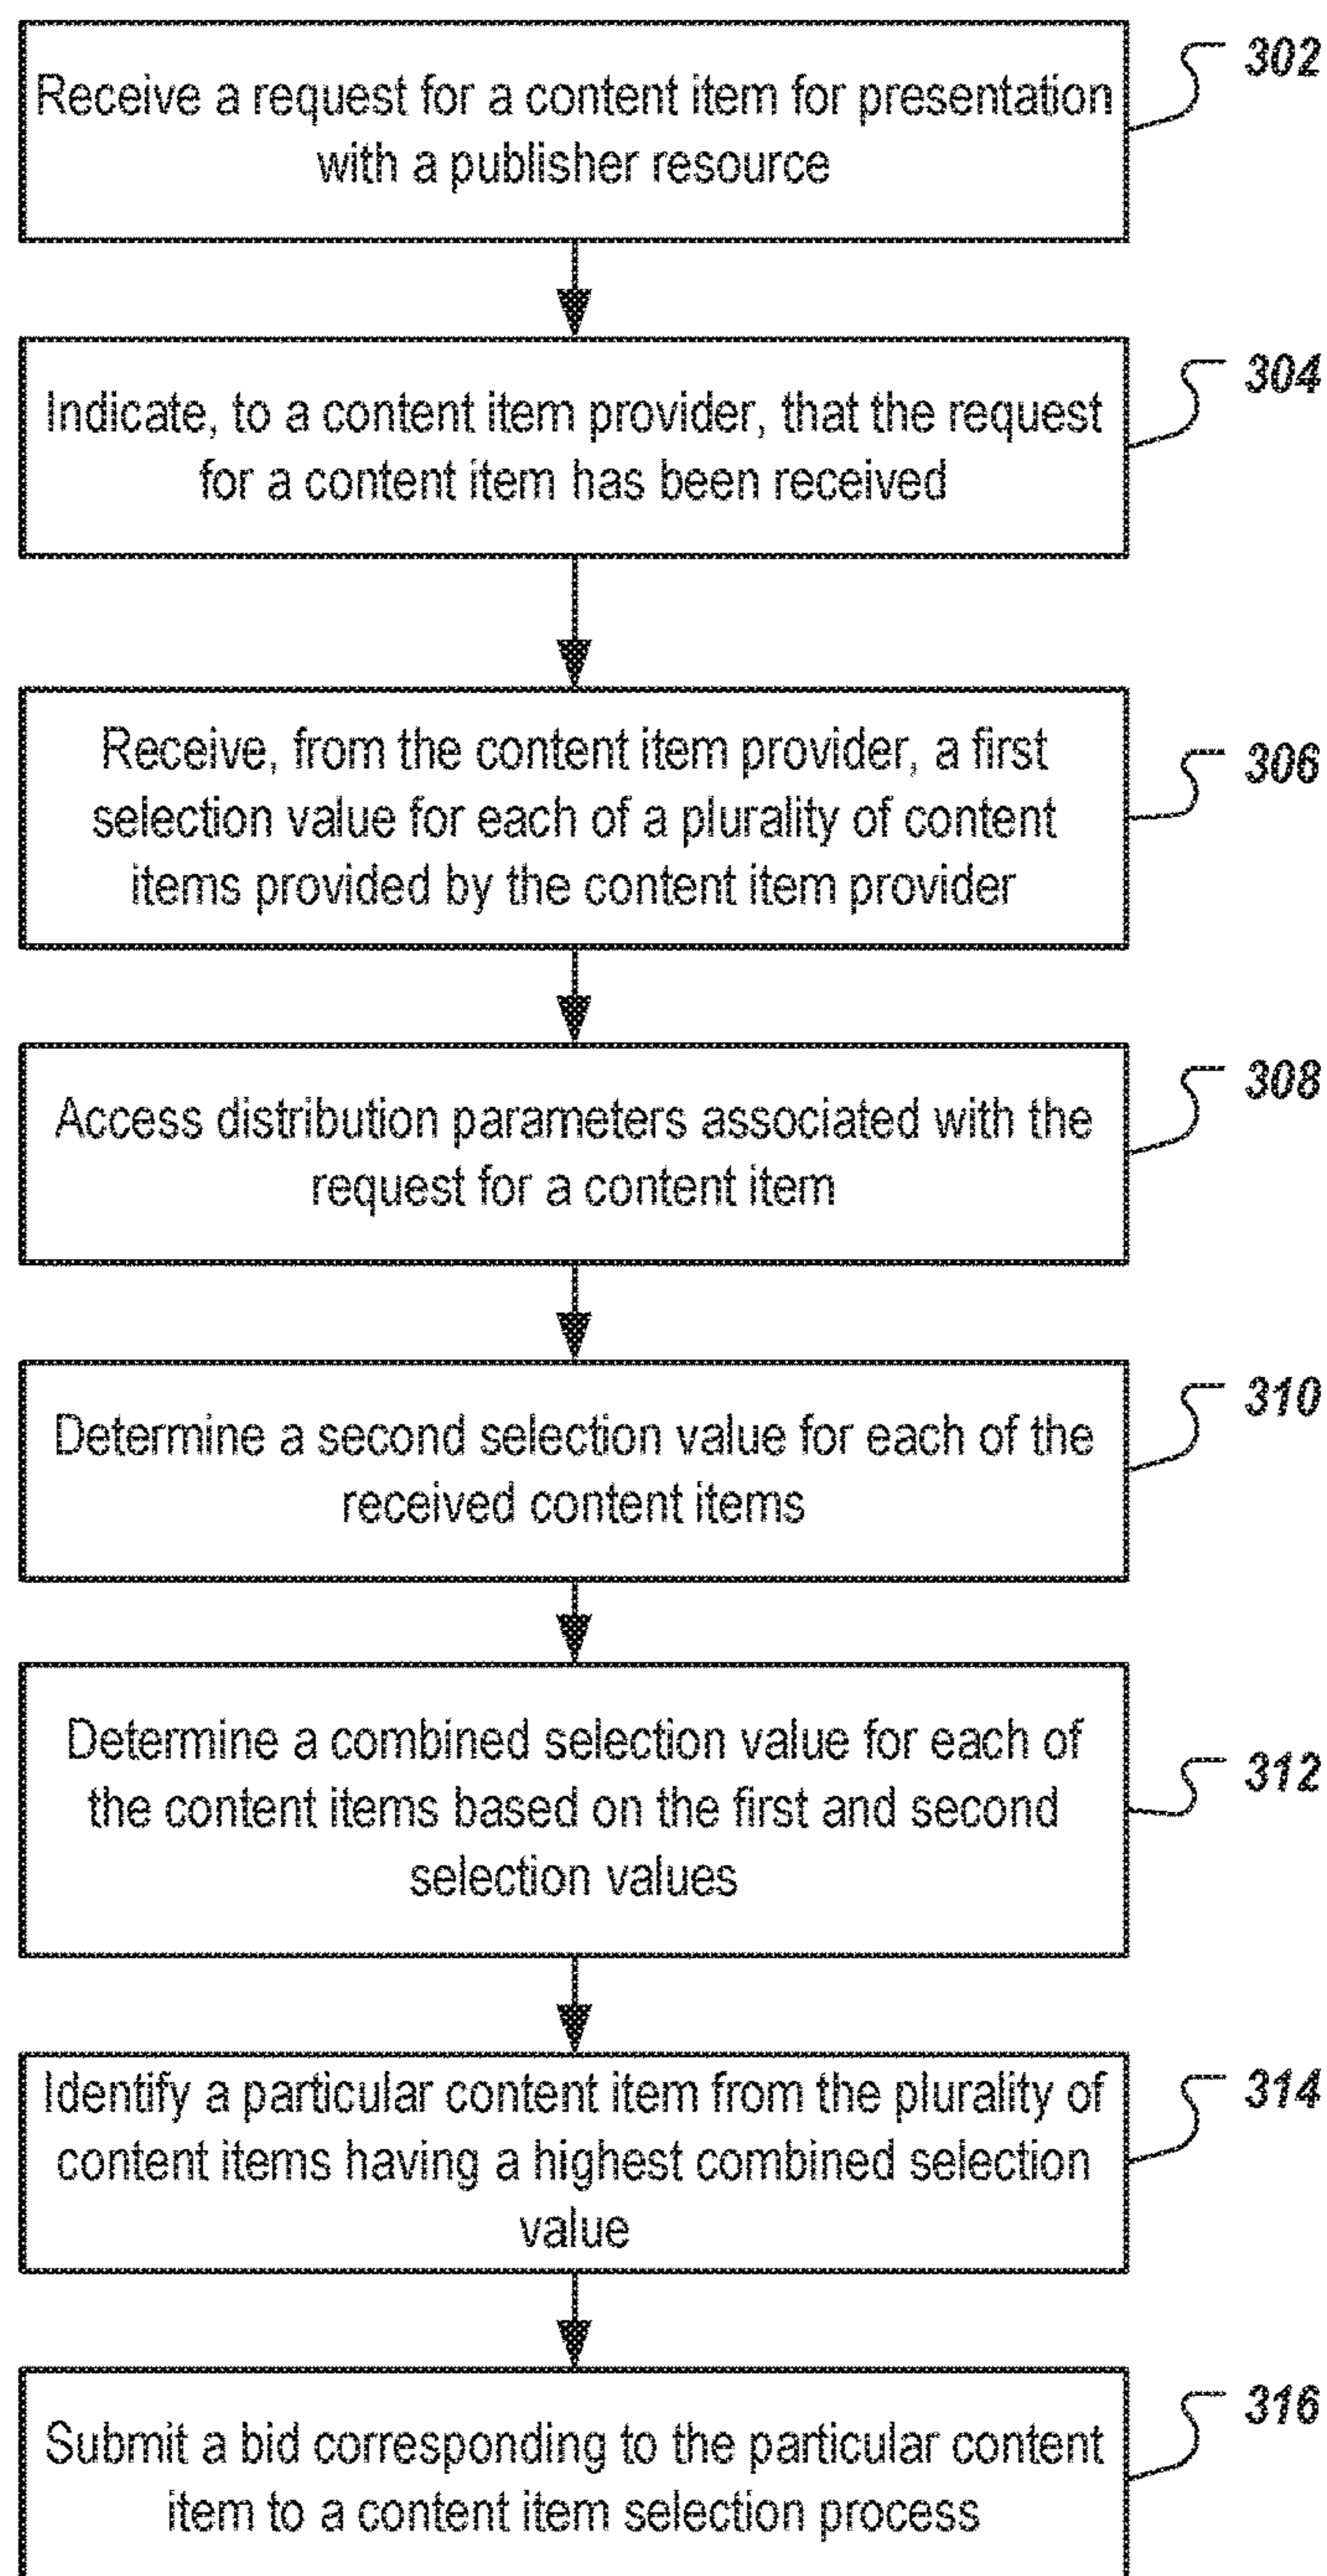 Receive a request for a content item for presentation
with a publisher resource
302
Indicate, to a content item provider, that the request
for a content item has been received
304
Receive, from the content item provider, a first
selection value for each of a plurality of content
items provided by the content item provider
306
Access distribution parameters associated with the
request for a content item
308
Determine a second selection value for each of the
received content items
310
Determine a combined selection value for each of
the content items based on the first and second
selection values
312
Identify a particular content item from the plurality of
content items having a highest combined selection
value
314
Submit a bid corresponding to the particular content
item to a content item selection process
316